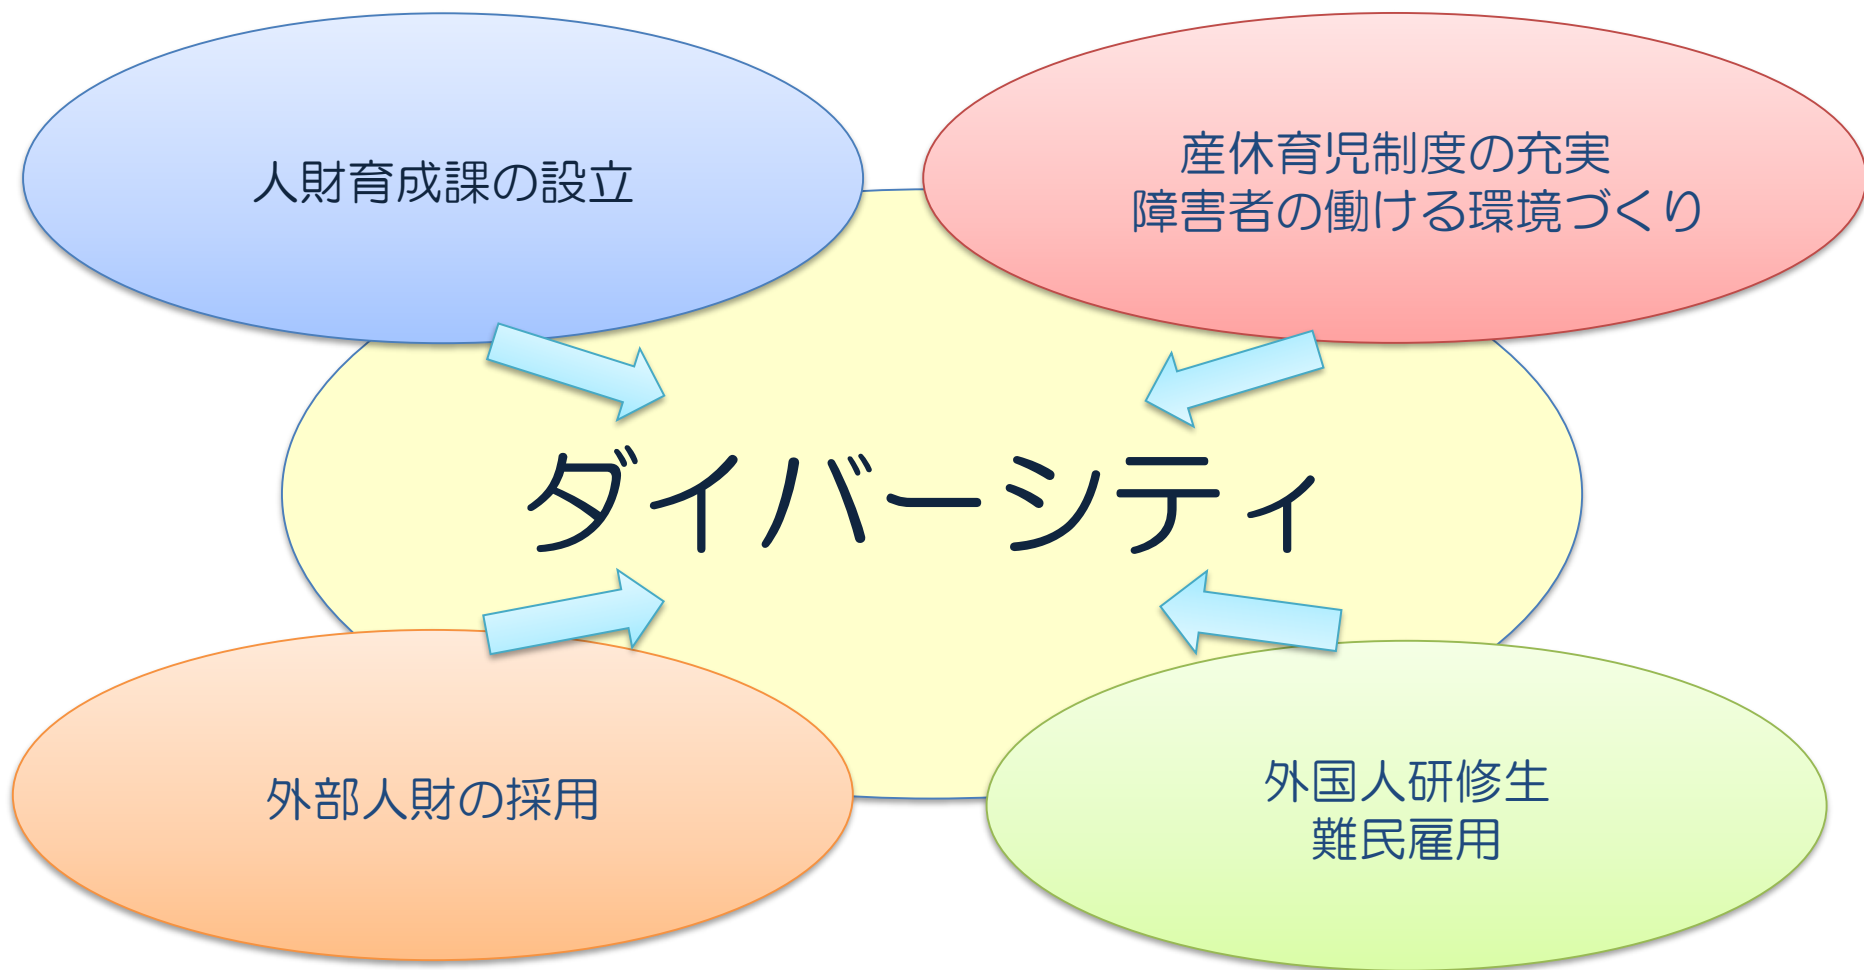 人財育成課の設立
産休育児制度の充実
障害者の働ける環境づくり
ダイバーシティ
外部人財の採用
外国人研修生
難民雇用